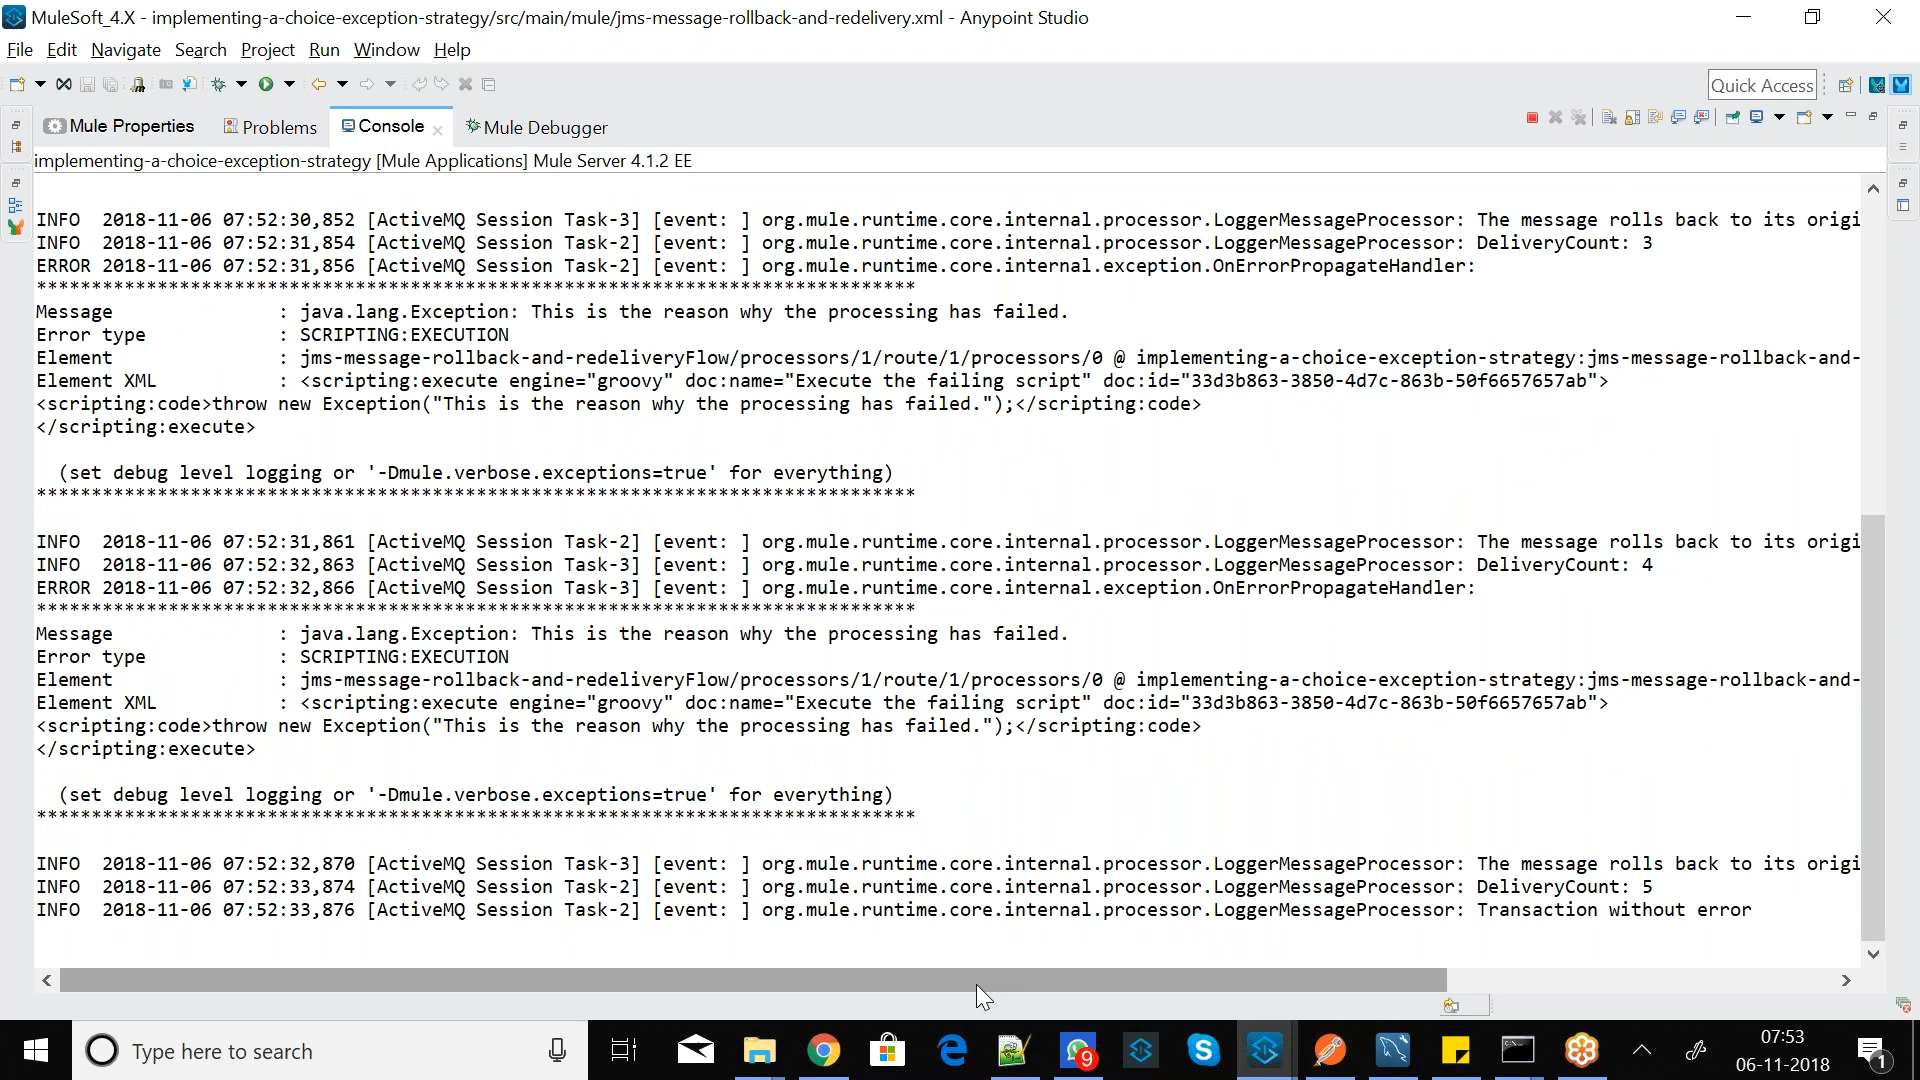 MuleSoft_4.X - implementing-a-choice-exception-strategy/src/main/mule/jms-message-rollback-and-redelivery.xml - Anypoint Studio
File Edit Navigate Search Project Run Window Help
Quick Access
Mule Properties Problems Console Mule Debugger
implementing-a-choice-exception-strategy [Mule Applications] Mule Server 4.1.2 EE
INFO 2018-11-06 07:52:30,852 [ActiveMQ Session Task-3] [event: ] org.mule.runtime.core.internal.processor.LoggerMessageProcessor: The message rolls back to its origi
INFO 2018-11-06 07:52:31,854 [ActiveMQ Session Task-2] [event: ] org.mule.runtime.core.internal.processor.LoggerMessageProcessor: DeliveryCount: 3
ERROR 2018-11-06 07:52:31,856 [ActiveMQ Session Task-2] [event: ] org.mule.runtime.core.internal.exception.OnErrorPropagateHandler:
********************************************************************************
Message : java.lang.Exception: This is the reason why the processing has failed.
Error type : SCRIPTING:EXECUTION
Element : jms-message-rollback-and-redeliveryFlow/processors/1/route/1/processors/0 @ implementing-a-choice-exception-strategy:jms-message-rollback-and-
Element XML : <scripting:execute engine="groovy" doc:name="Execute the failing script" doc:id="33d3b863-3850-4d7c-863b-50f6657657ab">
<scripting:code>throw new Exception("This is the reason why the processing has failed.");</scripting:code>
</scripting:execute>
(set debug level logging or '-Dmule.verbose.exceptions=true' for everything)
********************************************************************************
INFO 2018-11-06 07:52:31,861 [ActiveMQ Session Task-2] [event: ] org.mule.runtime.core.internal.processor.LoggerMessageProcessor: The message rolls back to its origi
INFO 2018-11-06 07:52:32,863 [ActiveMQ Session Task-3] [event: ] org.mule.runtime.core.internal.processor.LoggerMessageProcessor: DeliveryCount: 4
ERROR 2018-11-06 07:52:32,866 [ActiveMQ Session Task-3] [event: ] org.mule.runtime.core.internal.exception.OnErrorPropagateHandler:
********************************************************************************
Message : java.lang.Exception: This is the reason why the processing has failed.
Error type : SCRIPTING:EXECUTION
Element : jms-message-rollback-and-redeliveryFlow/processors/1/route/1/processors/0 @ implementing-a-choice-exception-strategy:jms-message-rollback-and-
Element XML : <scripting:execute engine="groovy" doc:name="Execute the failing script" doc:id="33d3b863-3850-4d7c-863b-50f6657657ab">
<scripting:code>throw new Exception("This is the reason why the processing has failed.");</scripting:code>
</scripting:execute>
(set debug level logging or '-Dmule.verbose.exceptions=true' for everything)
********************************************************************************
INFO 2018-11-06 07:52:32,870 [ActiveMQ Session Task-3] [event: ] org.mule.runtime.core.internal.processor.LoggerMessageProcessor: The message rolls back to its origi
INFO 2018-11-06 07:52:33,874 [ActiveMQ Session Task-2] [event: ] org.mule.runtime.core.internal.processor.LoggerMessageProcessor: DeliveryCount: 5
INFO 2018-11-06 07:52:33,876 [ActiveMQ Session Task-2] [event: ] org.mule.runtime.core.internal.processor.LoggerMessageProcessor: Transaction without error
Type here to search
9
07:53
06-11-2018
1